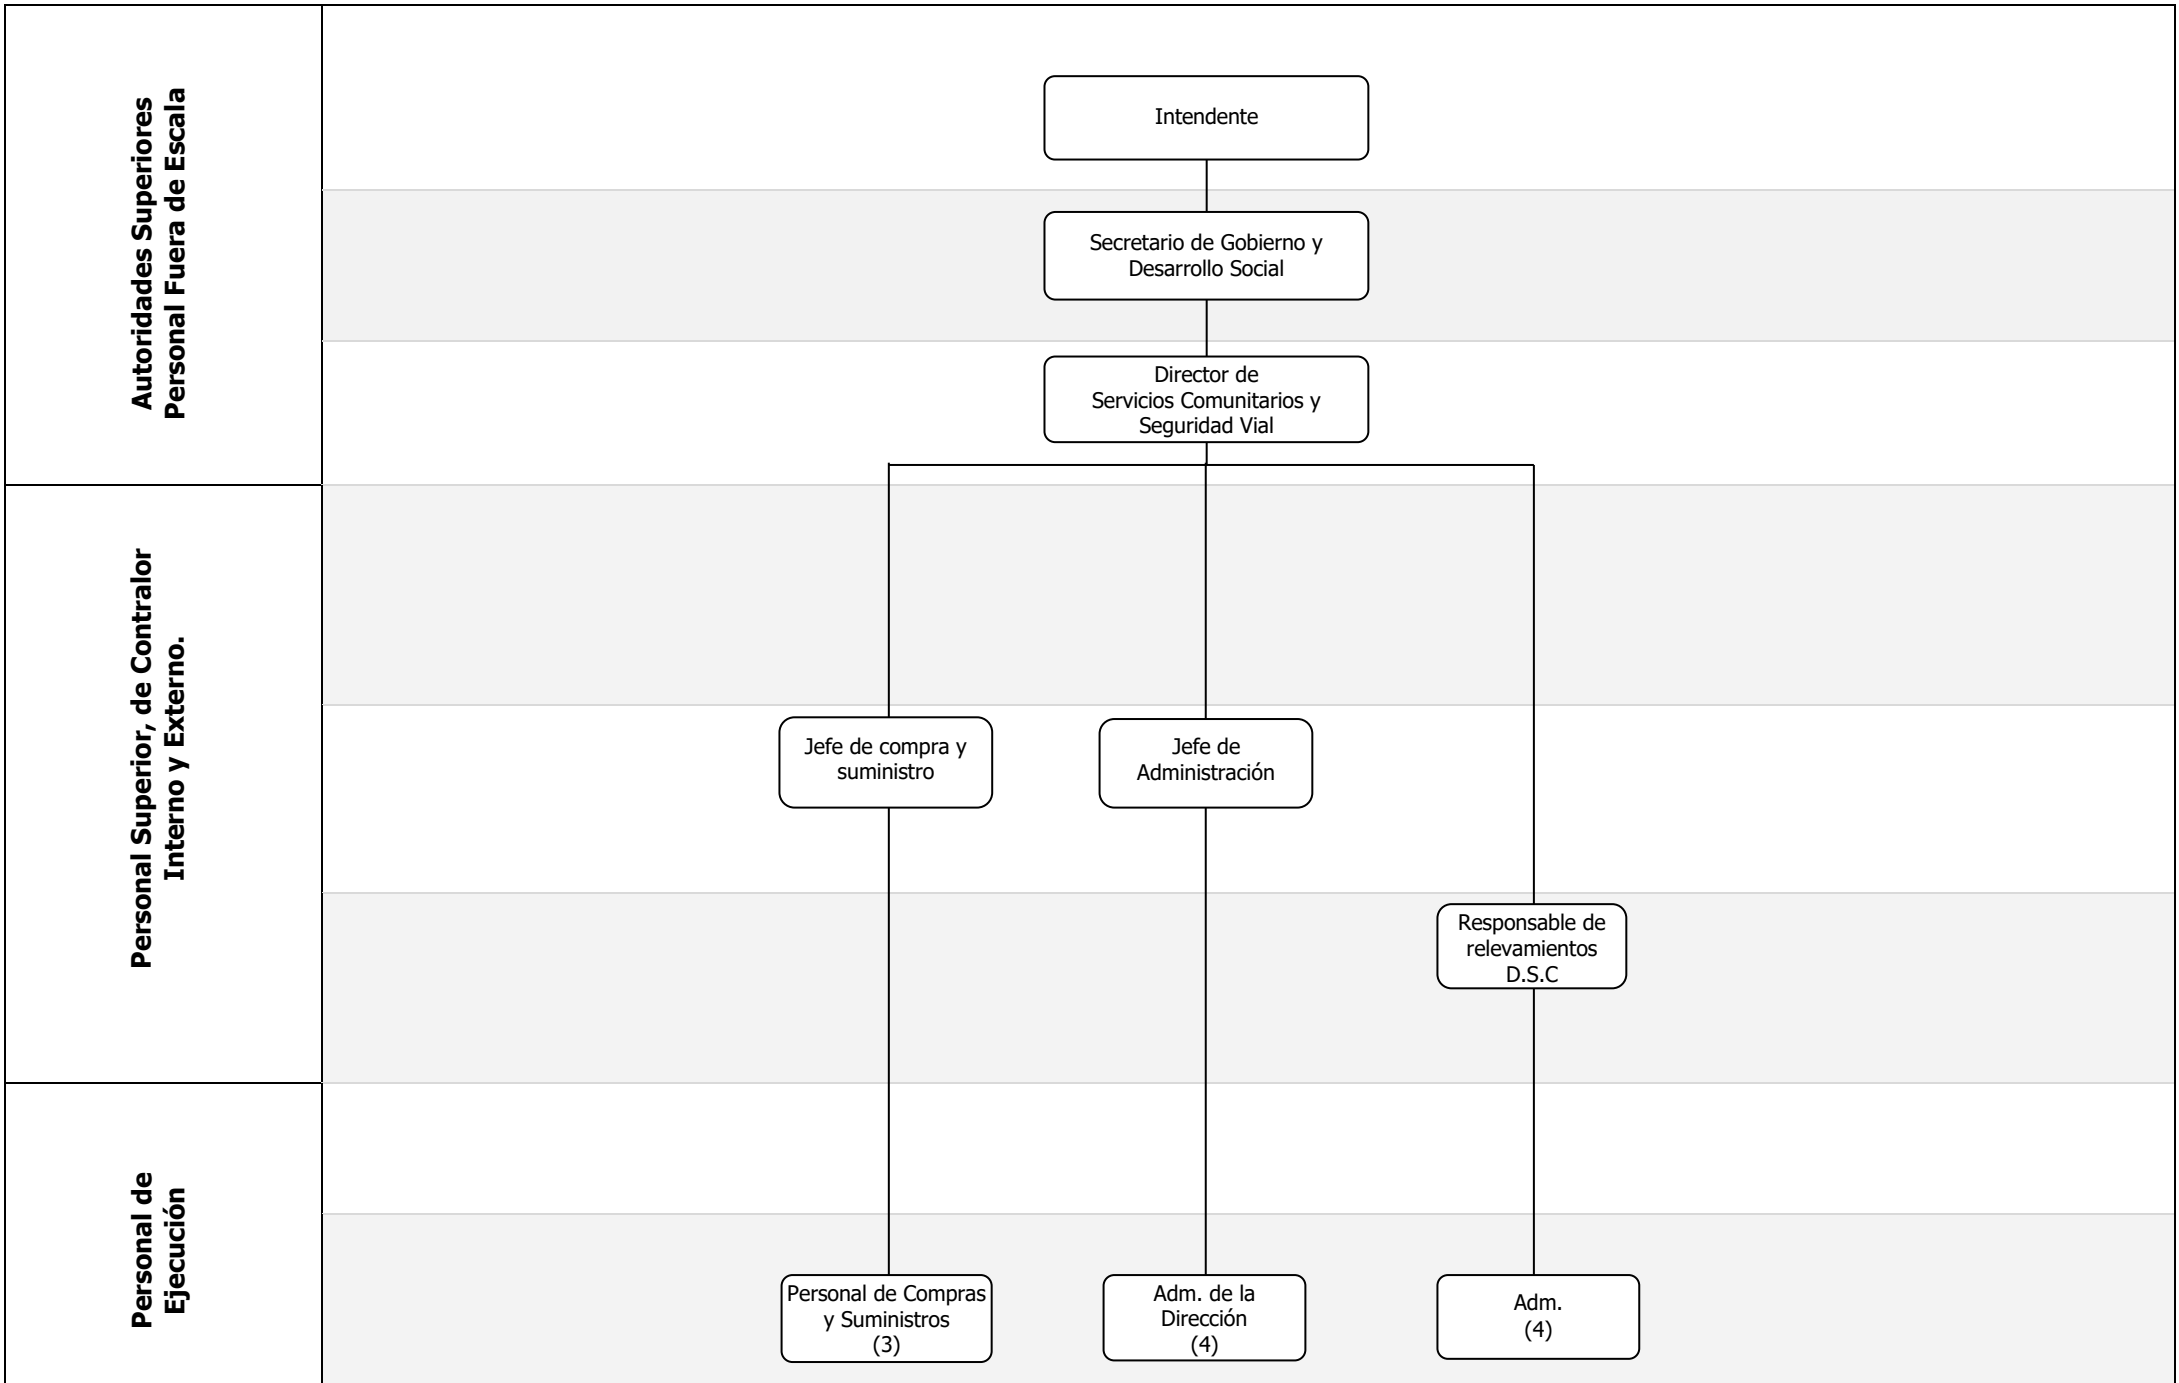 Autoridades Superiores
Personal Fuera de Escala
Intendente
Secretario de Gobierno y
Desarrollo Social
Director de
Servicios Comunitarios y
Seguridad Vial
Personal Superior, de Contralor
Interno y Externo.
Jefe de compra y
suministro
Jefe de
Administración
Responsable de
relevamientos
D.S.C
Personal de
Ejecución
Personal de Compras
y Suministros
(3)
Adm. de la
Dirección
(4)
Adm.
(4)